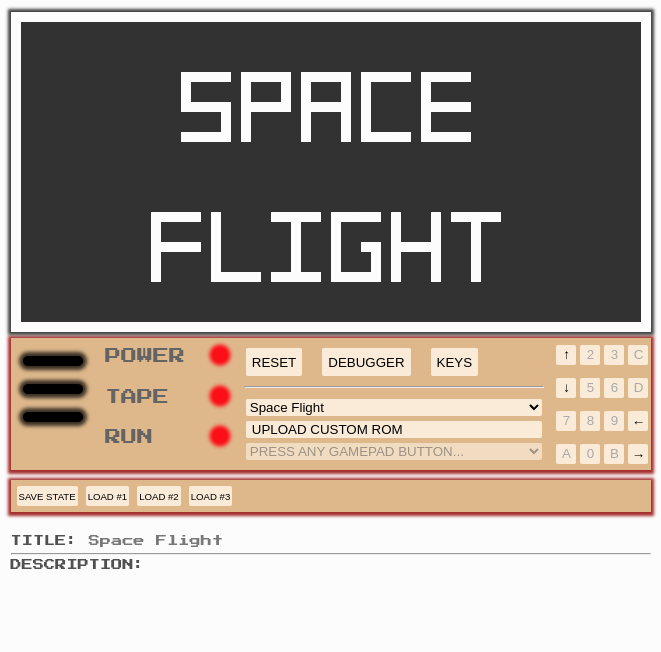 SPACE
FLIGHT
POWER
TAPE
RUN
RESET DEBUGGER KEYS
Space Flight
UPLOAD CUSTOM ROM
PRESS ANY GAMEPAD BUTTON...
↑ 2 3 C
↓ 5 6 D
7 8 9 ←
A 0 B →
SAVE STATE LOAD #1 LOAD #2 LOAD #3
TITLE: Space Flight
DESCRIPTION: